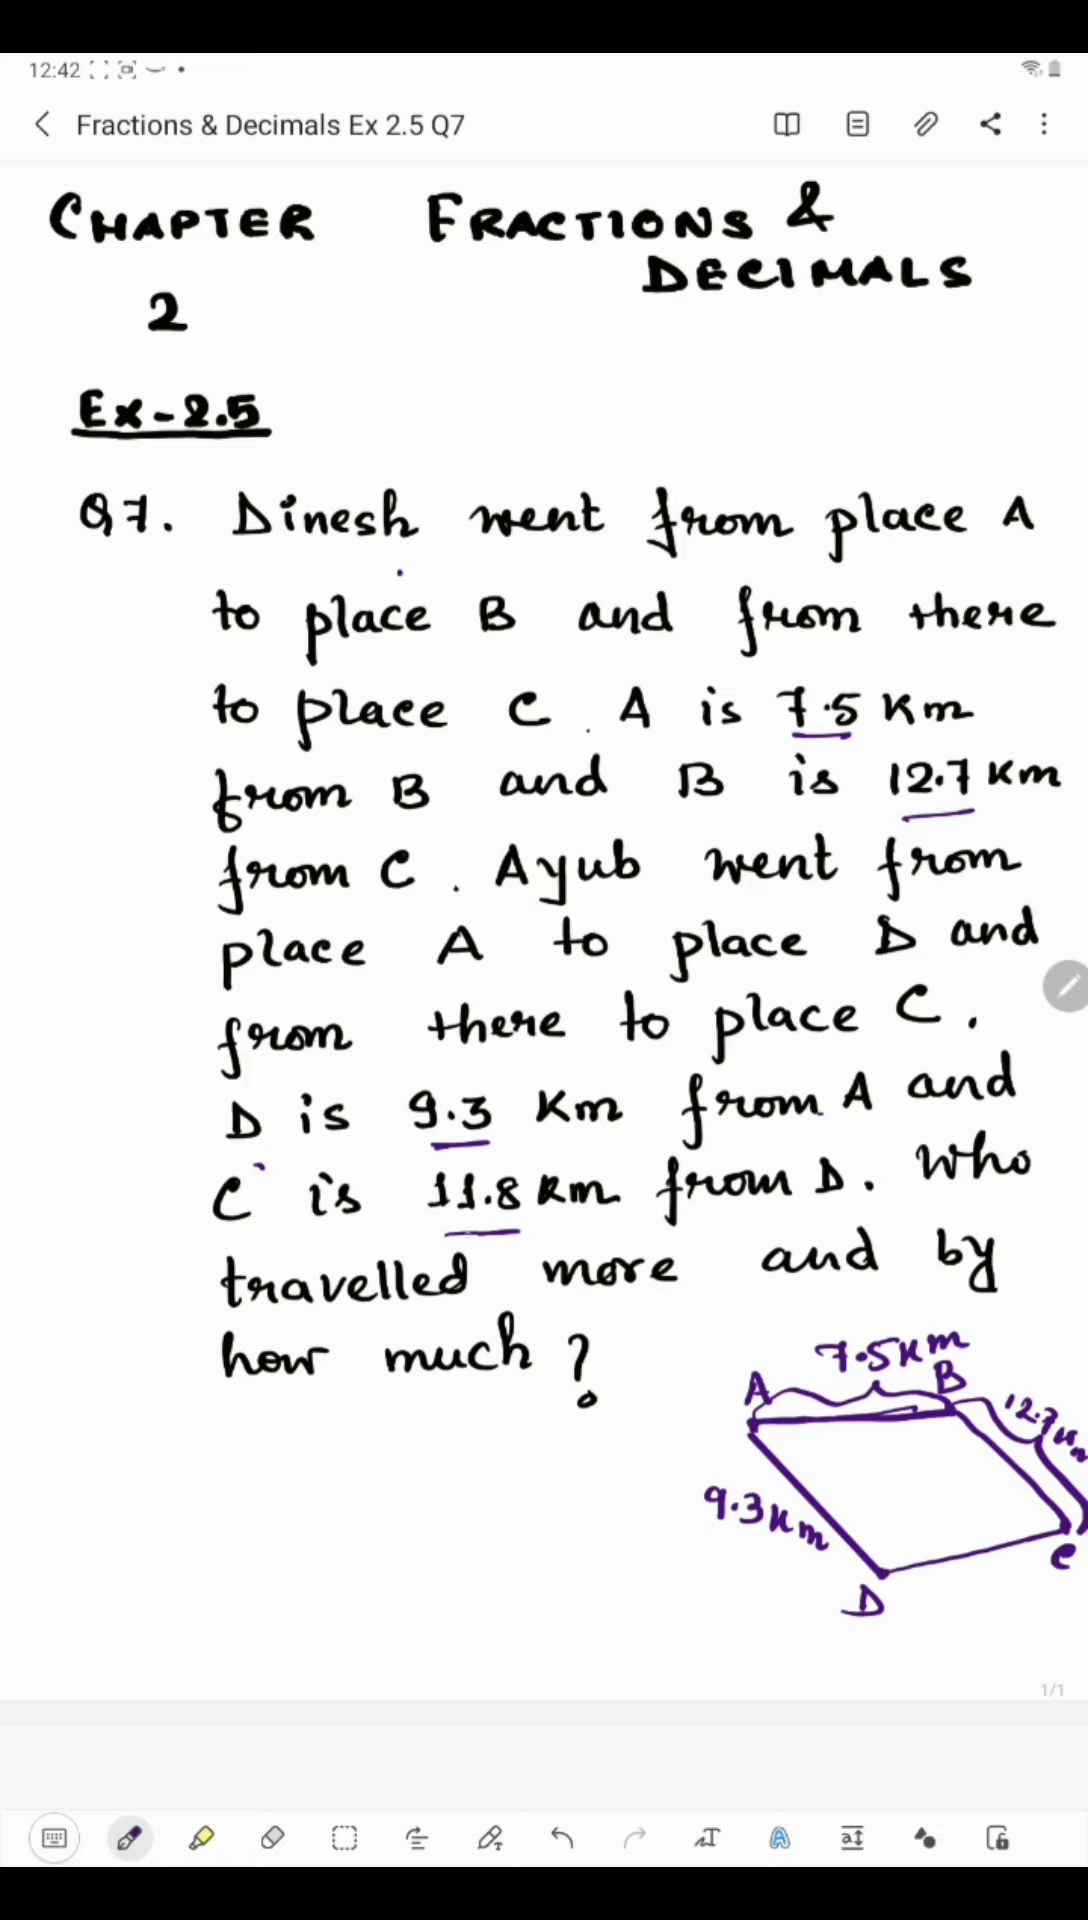 12:42
Fractions & Decimals Ex 2.5 Q7
CHAPTER FRACTIONS &
DECIMALS
2
Ex-2.5
Q7. Dinesh went from place A
to place B and from there
to place C. A is 7.5 Km
from B and B is 12.7 Km
from C. Ayub went from
place A to place D and
from there to place C.
D is 9.3 Km from A and
C is 11.8 Km from D. Who
travelled more and by
how much?
7.5Km
A B
12.7Km
9.3Km
C
D
1/1